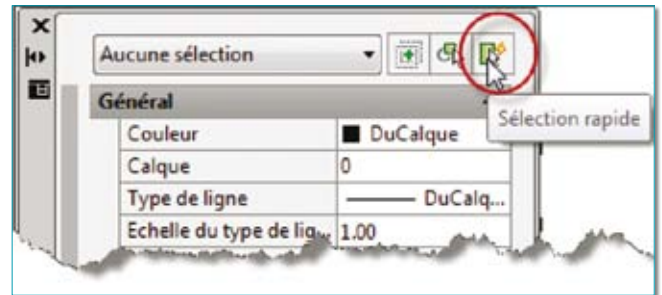 Aucune sélection
Général
Sélection rapide
Couleur DuCalque
Calque 0
Type de ligne DuCalq...
Echelle du type de lig... 1.00